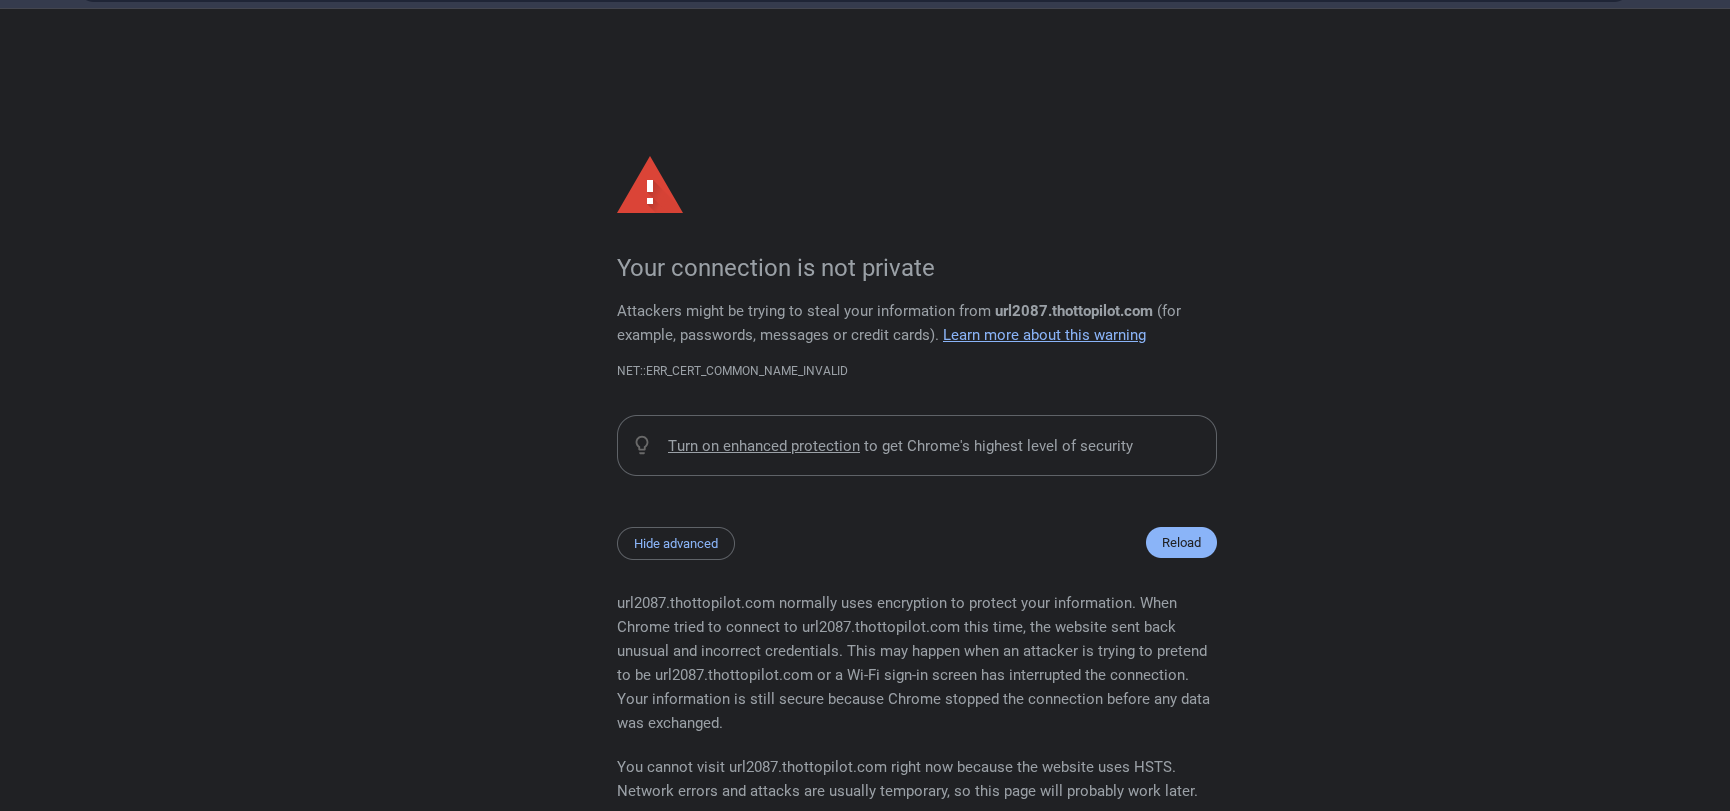 Your connection is not private
Attackers might be trying to steal your information from url2087.thottopilot.com (for
example, passwords, messages or credit cards). Learn more about this warning
NET::ERR_CERT_COMMON_NAME_INVALID
Turn on enhanced protection to get Chrome's highest level of security
Hide advanced
Reload
url2087.thottopilot.com normally uses encryption to protect your information. When
Chrome tried to connect to url2087.thottopilot.com this time, the website sent back
unusual and incorrect credentials. This may happen when an attacker is trying to pretend
to be url2087.thottopilot.com or a Wi-Fi sign-in screen has interrupted the connection.
Your information is still secure because Chrome stopped the connection before any data
was exchanged.
You cannot visit url2087.thottopilot.com right now because the website uses HSTS.
Network errors and attacks are usually temporary, so this page will probably work later.